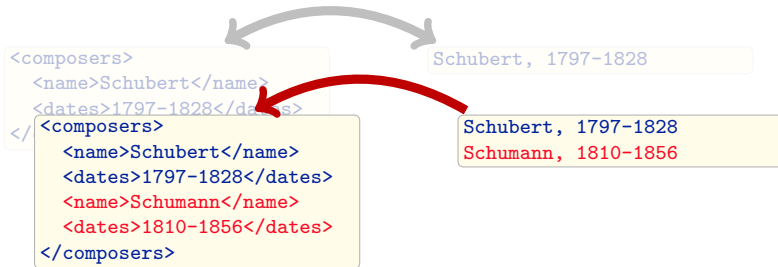 <composers>
<name>Schubert</name>
<dates>1797-1828</dates>
</
Schubert, 1797-1828
<composers>
<name>Schubert</name>
<dates>1797-1828</dates>
<name>Schumann</name>
<dates>1810-1856</dates>
</composers>
Schubert, 1797-1828
Schumann, 1810-1856